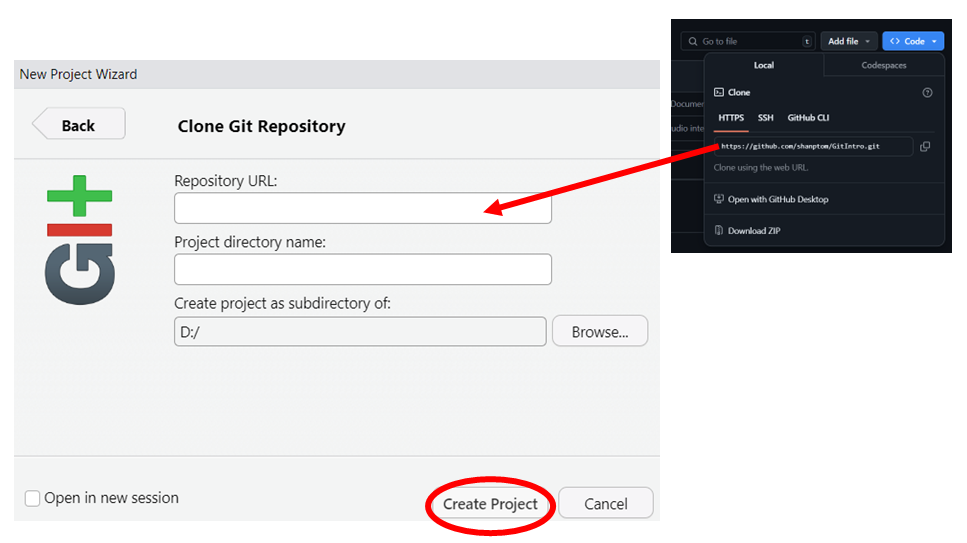 New Project Wizard
Back
Clone Git Repository
GIT
Repository URL:
Project directory name:
Create project as subdirectory of:
D:/
Browse...
Open in new session
Create Project
Cancel
Go to file
t
Add file
<> Code
Local
Codespaces
Documen
udio inte
Clone
?
HTTPS
SSH
GitHub CLI
https://github.com/shanptom/GitIntro.git
Clone using the web URL.
Open with GitHub Desktop
Download ZIP